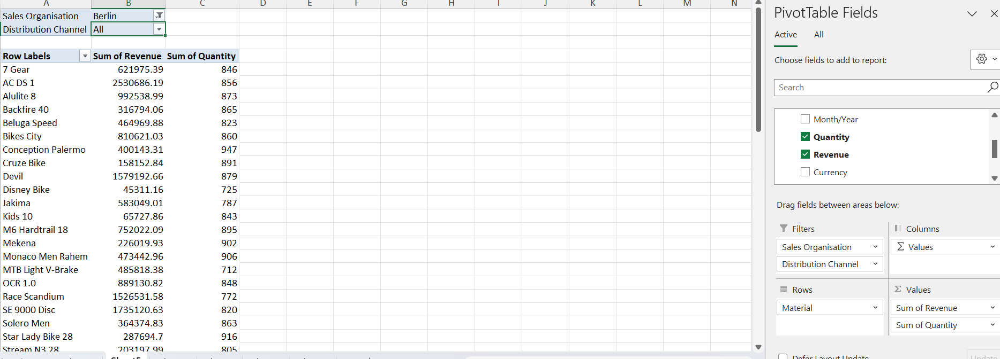 A B C D E F G H I J K L M N
Sales Organisation Berlin
Distribution Channel All
Row Labels Sum of Revenue Sum of Quantity
7 Gear 621975.39 846
AC DS 1 2530686.19 856
Alulite 8 992538.99 873
Backfire 40 316794.06 865
Beluga Speed 464969.88 823
Bikes City 810621.03 860
Conception Palermo 400143.31 947
Cruze Bike 158152.84 891
Devil 1579192.66 879
Disney Bike 45311.16 725
Jakima 583049.01 787
Kids 10 65727.86 843
M6 Hardtrail 18 752022.09 895
Mekena 226019.93 902
Monaco Men Rahem 473442.96 906
MTB Light V-Brake 485818.38 712
OCR 1.0 889130.82 848
Race Scandium 1526531.58 772
SE 9000 Disc 1735120.63 820
Solero Men 364374.83 863
Star Lady Bike 28 287694.7 916
Stream N3 28 203197.99 805
PivotTable Fields
Active All
Choose fields to add to report:
Search
Month/Year
Quantity
Revenue
Currency
Drag fields between areas below:
Filters
Sales Organisation
Distribution Channel
Columns
Σ Values
Rows
Material
Σ Values
Sum of Revenue
Sum of Quantity
Defer Layout Update
Update